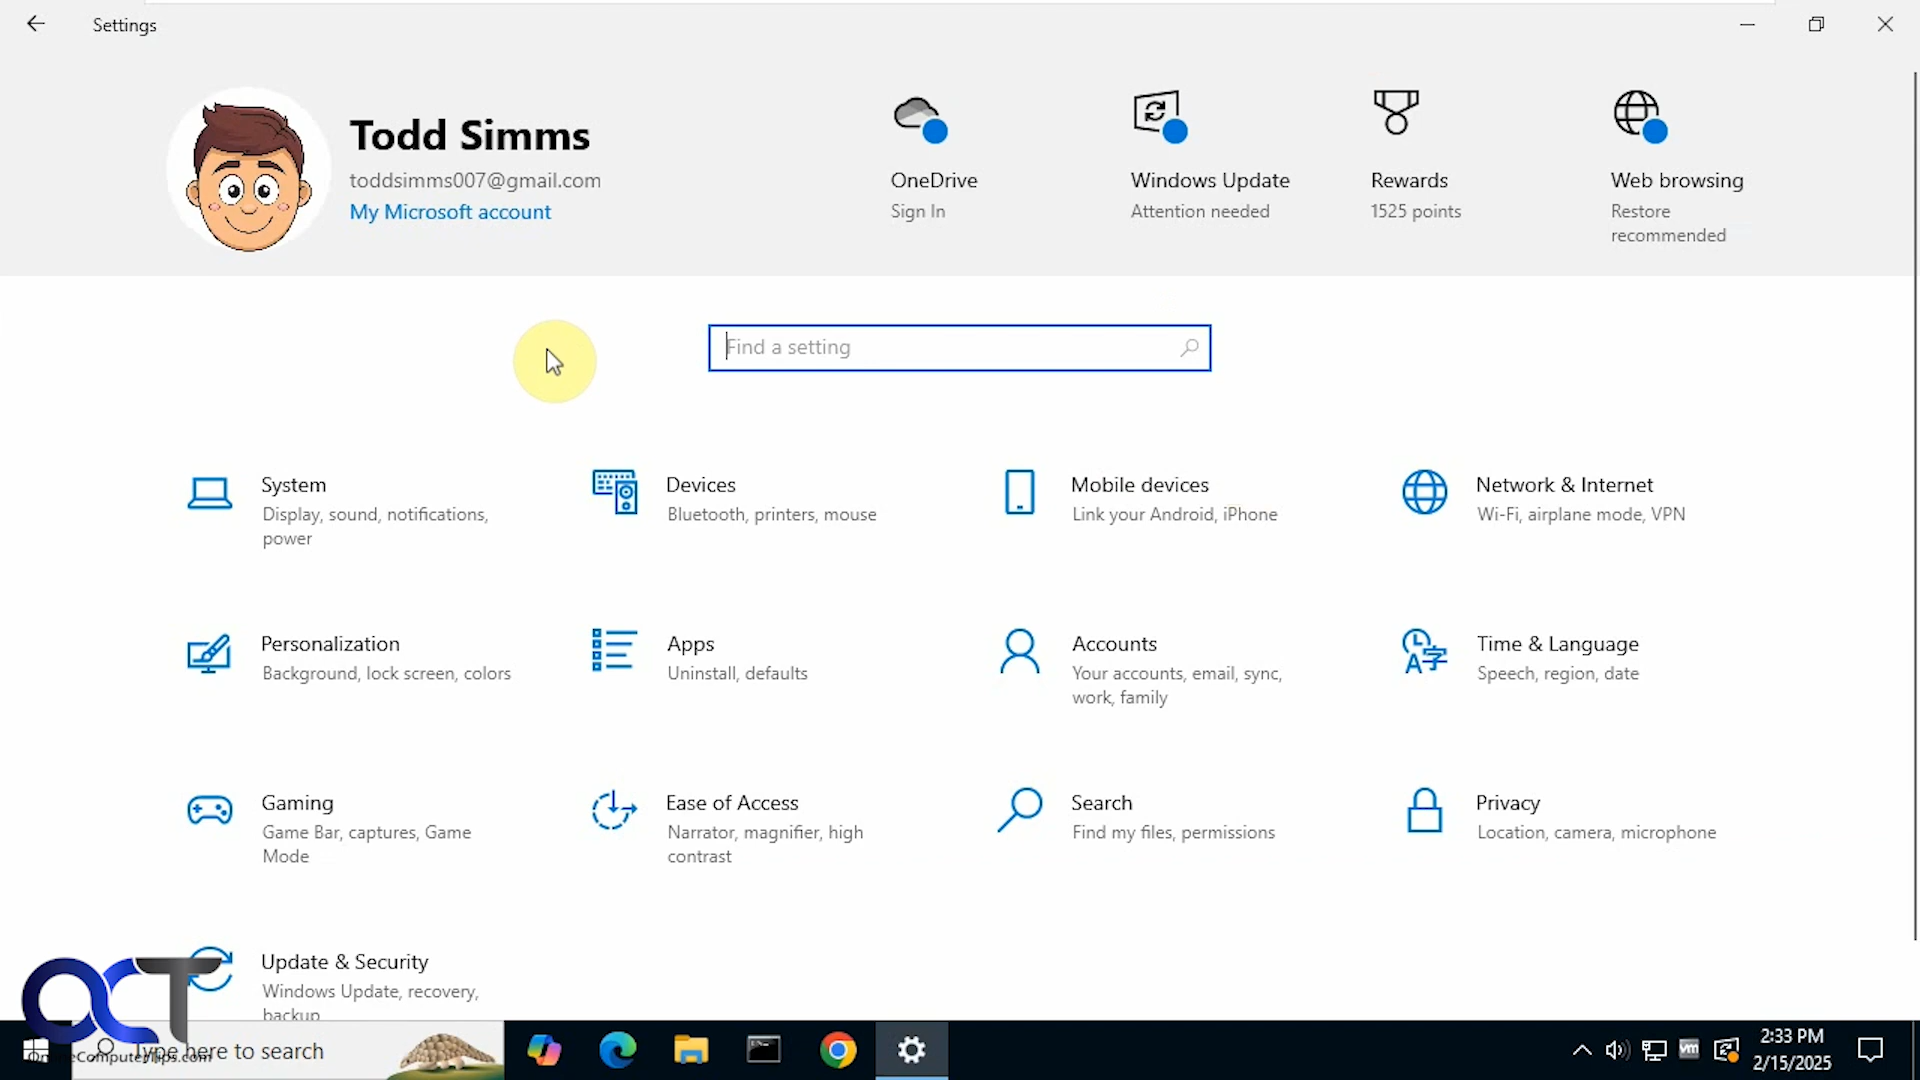 Settings
Todd Simms
toddsimms007@gmail.com
My Microsoft account
OneDrive
Sign In
Windows Update
Attention needed
Rewards
1525 points
Web browsing
Restore
recommended
Find a setting
System
Display, sound, notifications,
power
Devices
Bluetooth, printers, mouse
Mobile devices
Link your Android, iPhone
Network & Internet
Wi-Fi, airplane mode, VPN
Personalization
Background, lock screen, colors
Apps
Uninstall, defaults
Accounts
Your accounts, email, sync,
work, family
Time & Language
Speech, region, date
Gaming
Game Bar, captures, Game
Mode
Ease of Access
Narrator, magnifier, high
contrast
Search
Find my files, permissions
Privacy
Location, camera, microphone
Update & Security
Windows Update, recovery,
backup
OCT
OnlineComputerTips.com
Type here to search
vm
2:33 PM
2/15/2025